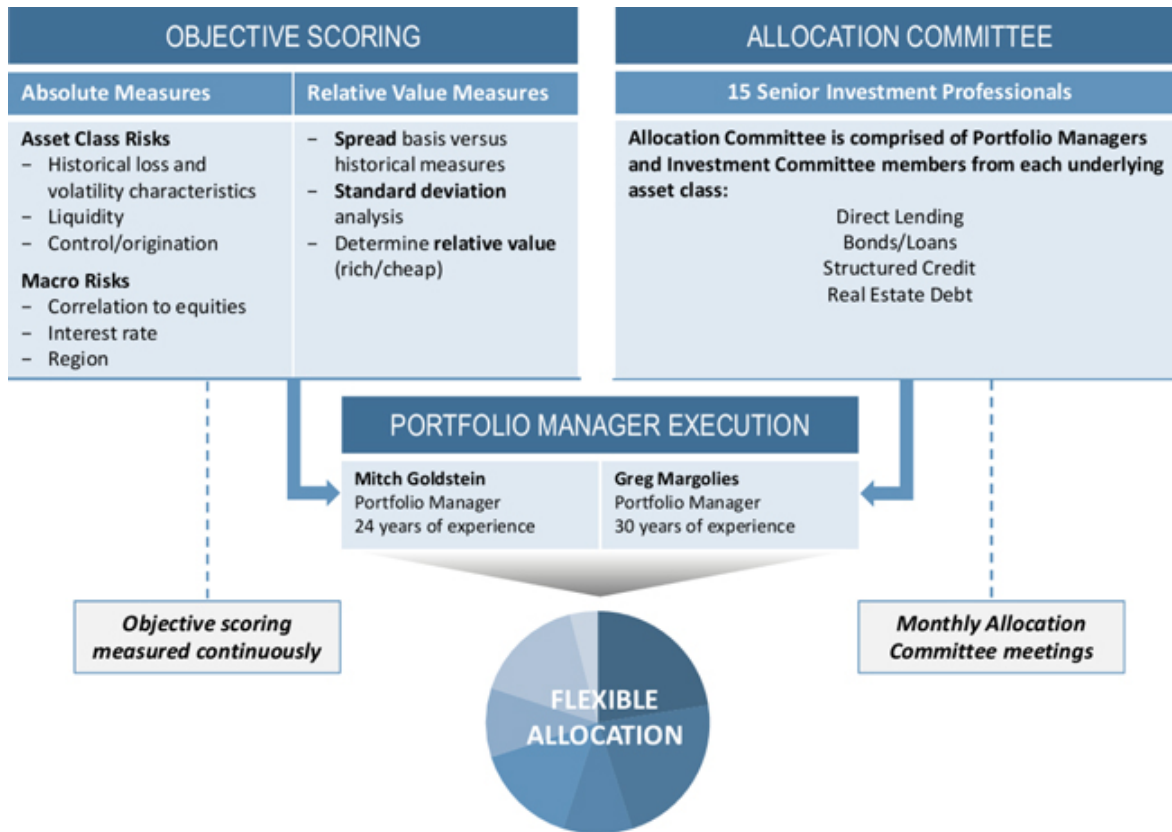 OBJECTIVE SCORING
Absolute Measures
Asset Class Risks
– Historical loss and
volatility characteristics
– Liquidity
– Control/origination
Macro Risks
– Correlation to equities
– Interest rate
– Region
Relative Value Measures
– Spread basis versus
historical measures
– Standard deviation
analysis
– Determine relative value
(rich/cheap)
ALLOCATION COMMITTEE
15 Senior Investment Professionals
Allocation Committee is comprised of Portfolio Managers
and Investment Committee members from each underlying
asset class:
Direct Lending
Bonds/Loans
Structured Credit
Real Estate Debt
PORTFOLIO MANAGER EXECUTION
Mitch Goldstein
Portfolio Manager
24 years of experience
Greg Margolies
Portfolio Manager
30 years of experience
Objective scoring
measured continuously
Monthly Allocation
Committee meetings
FLEXIBLE
ALLOCATION